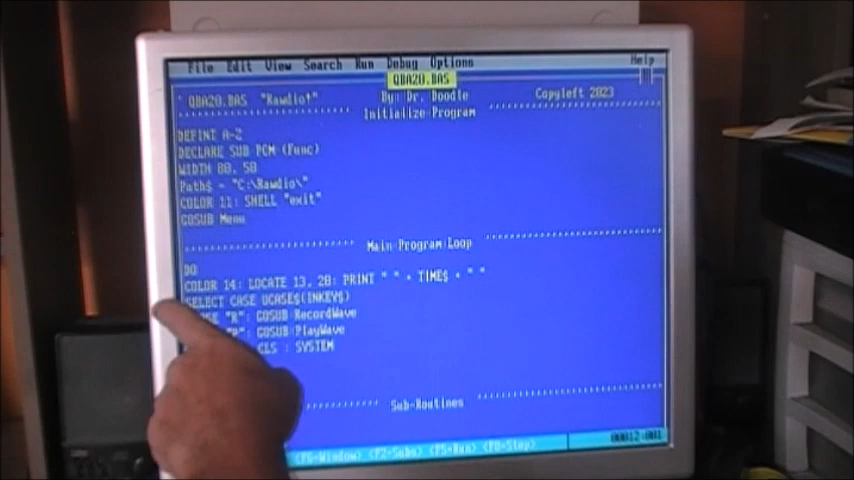 File Edit View Search Run Debug Options Help
QBA20.BAS
' QBA20.BAS "Rawdio!" By: Dr. Doodle Copyleft 2023
Initialize Program
DEFINT A-Z
DECLARE SUB PCM (Func)
WIDTH 80, 50
Path$ = "C:\Rawdio\"
COLOR 11: SHELL "exit"
GOSUB Menu
Main Program Loop
DO
COLOR 14: LOCATE 13, 28: PRINT " " + TIME$ + " "
SELECT CASE UCASE$(INKEY$)
"R": GOSUB RecordWave
"P": GOSUB PlayWave
CLS : SYSTEM
Sub-Routines
<F6=Window> <F2=Subs> <F5=Run> <F8=Step>
00012:001